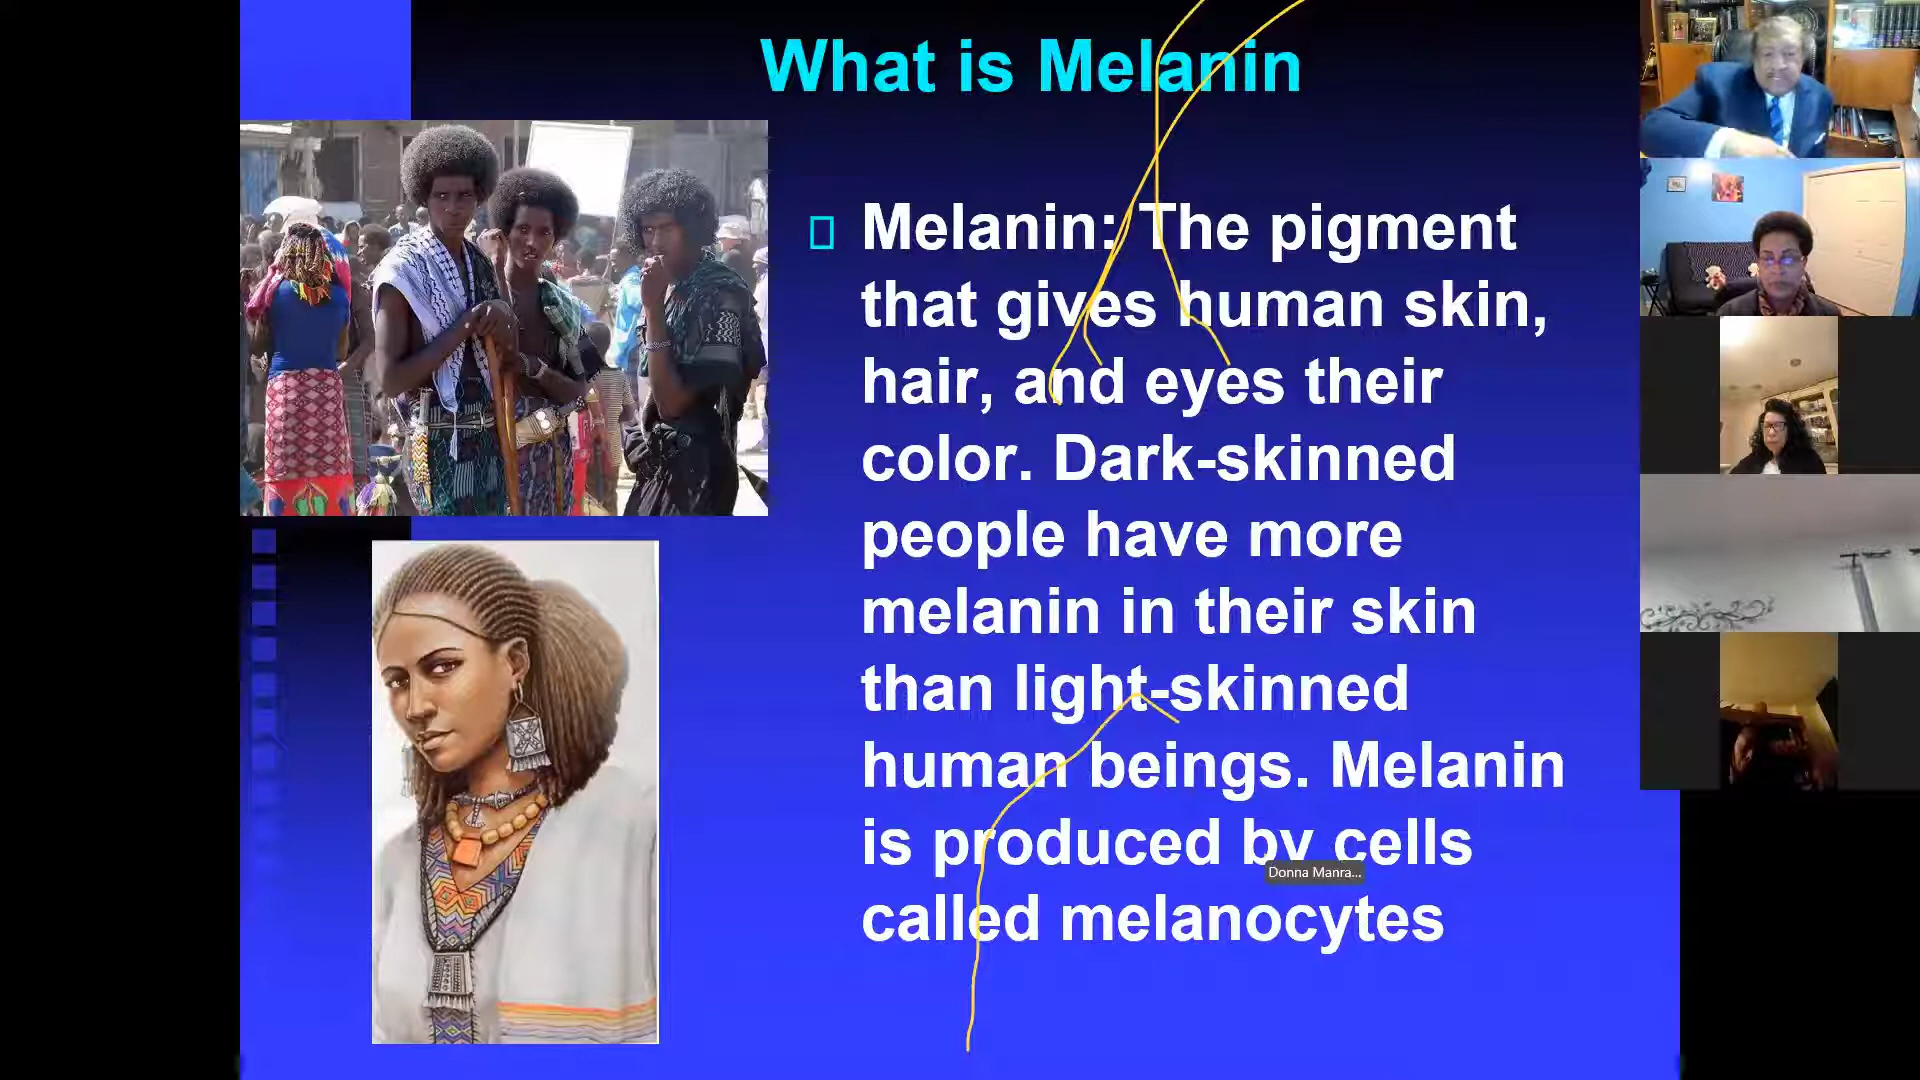 What is Melanin
Melanin: The pigment
that gives human skin,
hair, and eyes their
color. Dark-skinned
people have more
melanin in their skin
than light-skinned
human beings. Melanin
is produced by cells
Donna Manra...
called melanocytes